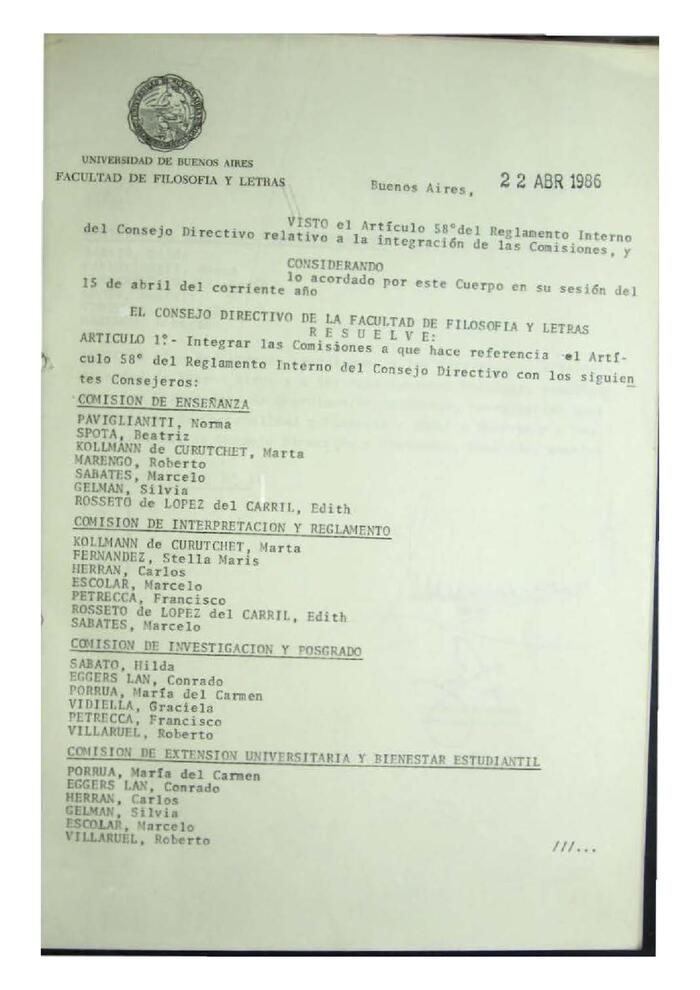 UNIVERSIDAD DE BUENOS AIRES
FACULTAD DE FILOSOFIA Y LETRAS
Buenos Aires, 22 ABR 1986
VISTO el Artículo 58°del Reglamento Interno
del Consejo Directivo relativo a la integración de las Comisiones, y
CONSIDERANDO
lo acordado por este Cuerpo en su sesión del
15 de abril del corriente año
EL CONSEJO DIRECTIVO DE LA FACULTAD DE FILOSOFIA Y LETRAS
R E S U E L V E:
ARTICULO 1º.- Integrar las Comisiones a que hace referencia el Artí-
culo 58° del Reglamento Interno del Consejo Directivo con los siguien
tes Consejeros:
COMISION DE ENSEÑANZA
PAVIGLIANITI, Norma
SPOTA, Beatriz
KOLLMANN de CURUTCHET, Marta
MARENGO, Roberto
SABATES, Marcelo
GELMAN, Silvia
ROSSETO de LOPEZ del CARRIL, Edith
COMISION DE INTERPRETACION Y REGLAMENTO
KOLLMANN de CURUTCHET, Marta
FERNANDEZ, Stella Maris
HERRAN, Carlos
ESCOLAR, Marcelo
PETRECCA, Francisco
ROSSETO de LOPEZ del CARRIL, Edith
SABATES, Marcelo
COMISION DE INVESTIGACION Y POSGRADO
SABATO, Hilda
EGGERS LAN, Conrado
PORRUA, María del Carmen
VIDIELLA, Graciela
PETRECCA, Francisco
VILLARUEL, Roberto
COMISION DE EXTENSION UNIVERSITARIA Y BIENESTAR ESTUDIANTIL
PORRUA, María del Carmen
EGGERS LAN, Conrado
HERRAN, Carlos
GELMAN, Silvia
ESCOLAR, Marcelo
VILLARUEL, Roberto
///...